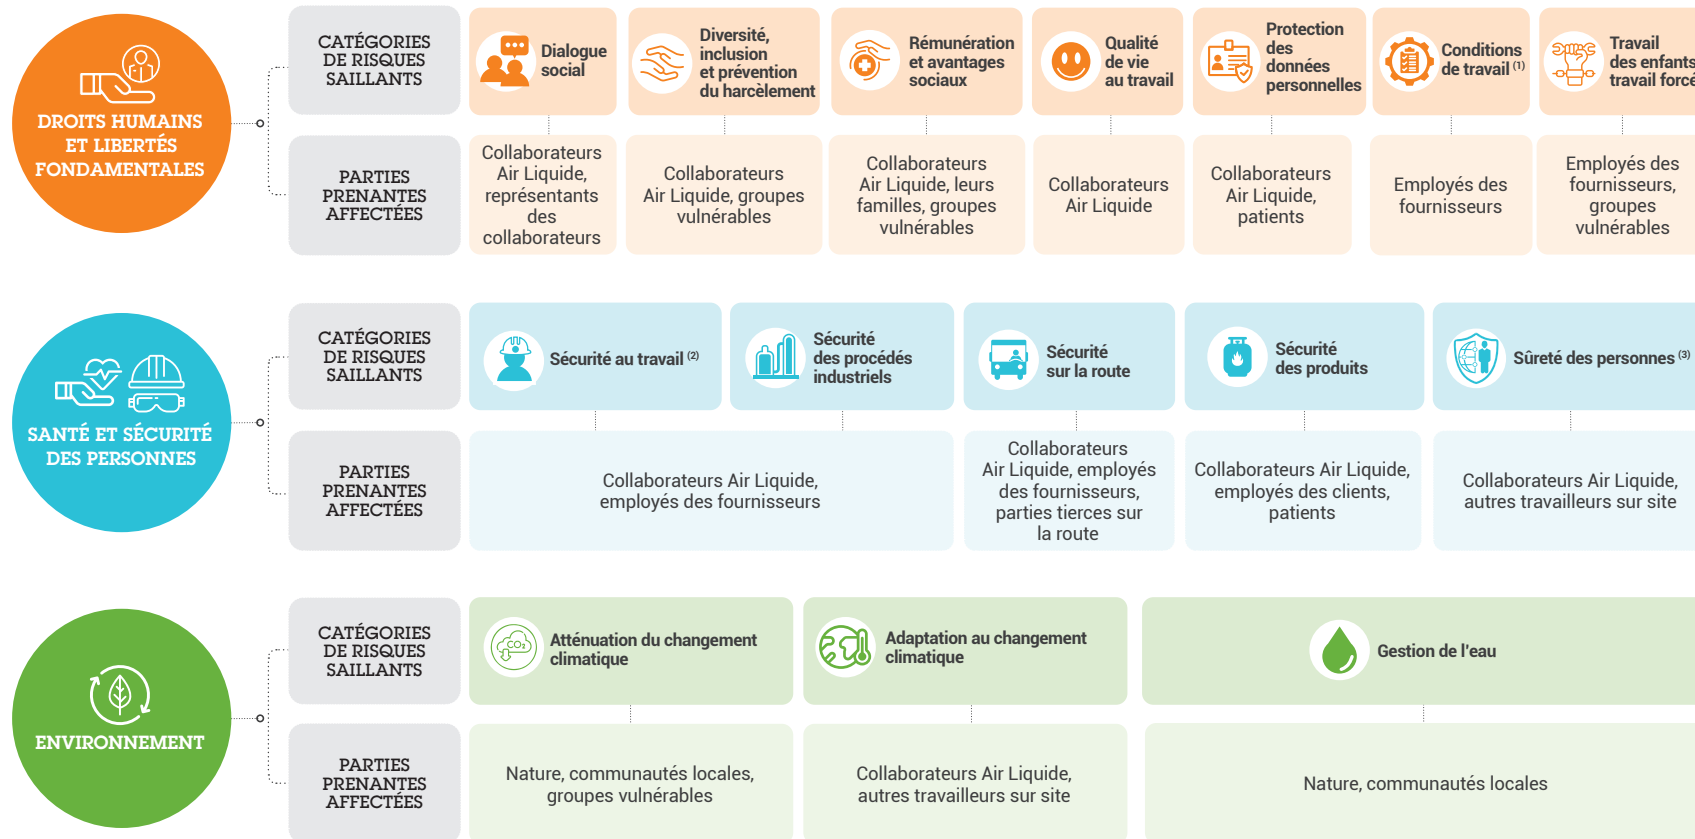 DROITS HUMAINS
ET LIBERTÉS
FONDAMENTALES
CATÉGORIES
DE RISQUES
SAILLANTS
Dialogue
social
Diversité,
inclusion
et prévention
du harcèlement
Rémunération
et avantages
sociaux
Qualité
de vie
au travail
Protection
des
données
personnelles
Conditions
de travail (1)
Travail
des enfants
travail forcé
PARTIES
PRENANTES
AFFECTÉES
Collaborateurs
Air Liquide,
représentants
des
collaborateurs
Collaborateurs
Air Liquide, groupes
vulnérables
Collaborateurs
Air Liquide, leurs
familles, groupes
vulnérables
Collaborateurs
Air Liquide
Collaborateurs
Air Liquide,
patients
Employés des
fournisseurs
Employés des
fournisseurs,
groupes
vulnérables
SANTÉ ET SÉCURITÉ
DES PERSONNES
CATÉGORIES
DE RISQUES
SAILLANTS
Sécurité au travail (2)
Sécurité
des procédés
industriels
Sécurité
sur la route
Sécurité
des produits
Sûreté des personnes (3)
PARTIES
PRENANTES
AFFECTÉES
Collaborateurs Air Liquide,
employés des fournisseurs
Collaborateurs
Air Liquide, employés
des fournisseurs,
parties tierces sur
la route
Collaborateurs Air Liquide,
employés des clients,
patients
Collaborateurs Air Liquide,
autres travailleurs sur site
ENVIRONNEMENT
CATÉGORIES
DE RISQUES
SAILLANTS
CO2
Atténuation du changement
climatique
Adaptation au changement
climatique
Gestion de l'eau
PARTIES
PRENANTES
AFFECTÉES
Nature, communautés locales,
groupes vulnérables
Collaborateurs Air Liquide,
autres travailleurs sur site
Nature, communautés locales